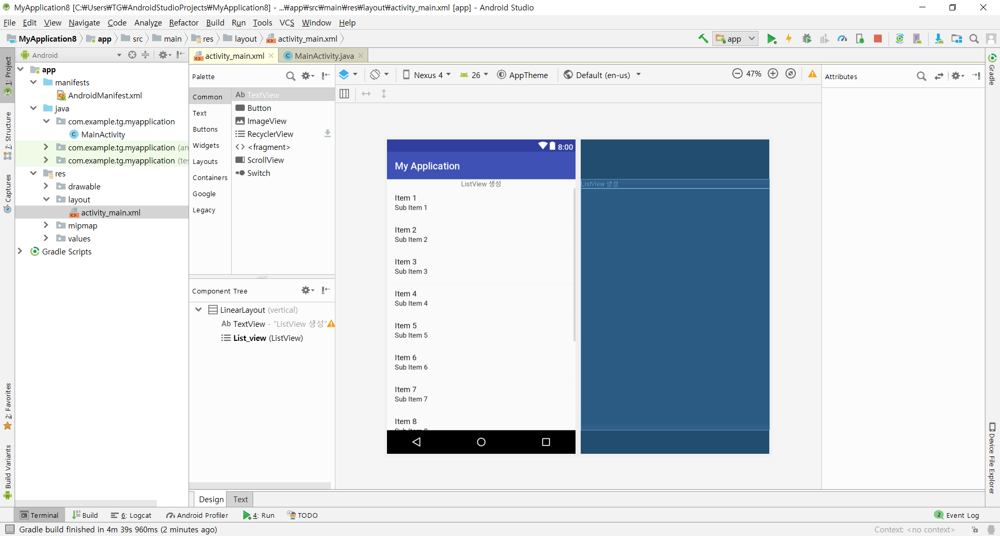 MyApplication8 [C:₩Users₩TG₩AndroidStudioProjects₩MyApplication8] - ...₩app₩src₩main₩res₩layout₩activity_main.xml [app] - Android Studio
File Edit View Navigate Code Analyze Refactor Build Run Tools VCS Window Help
MyApplication8 app src main res layout activity_main.xml
app
1: Project
7: Structure
Captures
2: Favorites
Build Variants
Android
app
manifests
AndroidManifest.xml
java
com.example.tg.myapplication
MainActivity
com.example.tg.myapplication (an
com.example.tg.myapplication (tes
res
drawable
layout
activity_main.xml
mipmap
values
Gradle Scripts
activity_main.xml
MainActivity.java
Palette
Common
Text
Buttons
Widgets
Layouts
Containers
Google
Legacy
Ab TextView
Button
ImageView
RecyclerView
<fragment>
ScrollView
Switch
Component Tree
LinearLayout (vertical)
Ab TextView - "ListView 생성"
List_view (ListView)
Nexus 4
26
AppTheme
Default (en-us)
47%
8:00
My Application
ListView 생성
Item 1
Sub Item 1
Item 2
Sub Item 2
Item 3
Sub Item 3
Item 4
Sub Item 4
Item 5
Sub Item 5
Item 6
Sub Item 6
Item 7
Sub Item 7
Item 8
Sub Item 8
ListView 생성
Attributes
Gradle
Device File Explorer
Design Text
Terminal Build 6: Logcat Android Profiler 4: Run TODO
2 Event Log
Gradle build finished in 4m 39s 960ms (2 minutes ago)
Context: <no context>